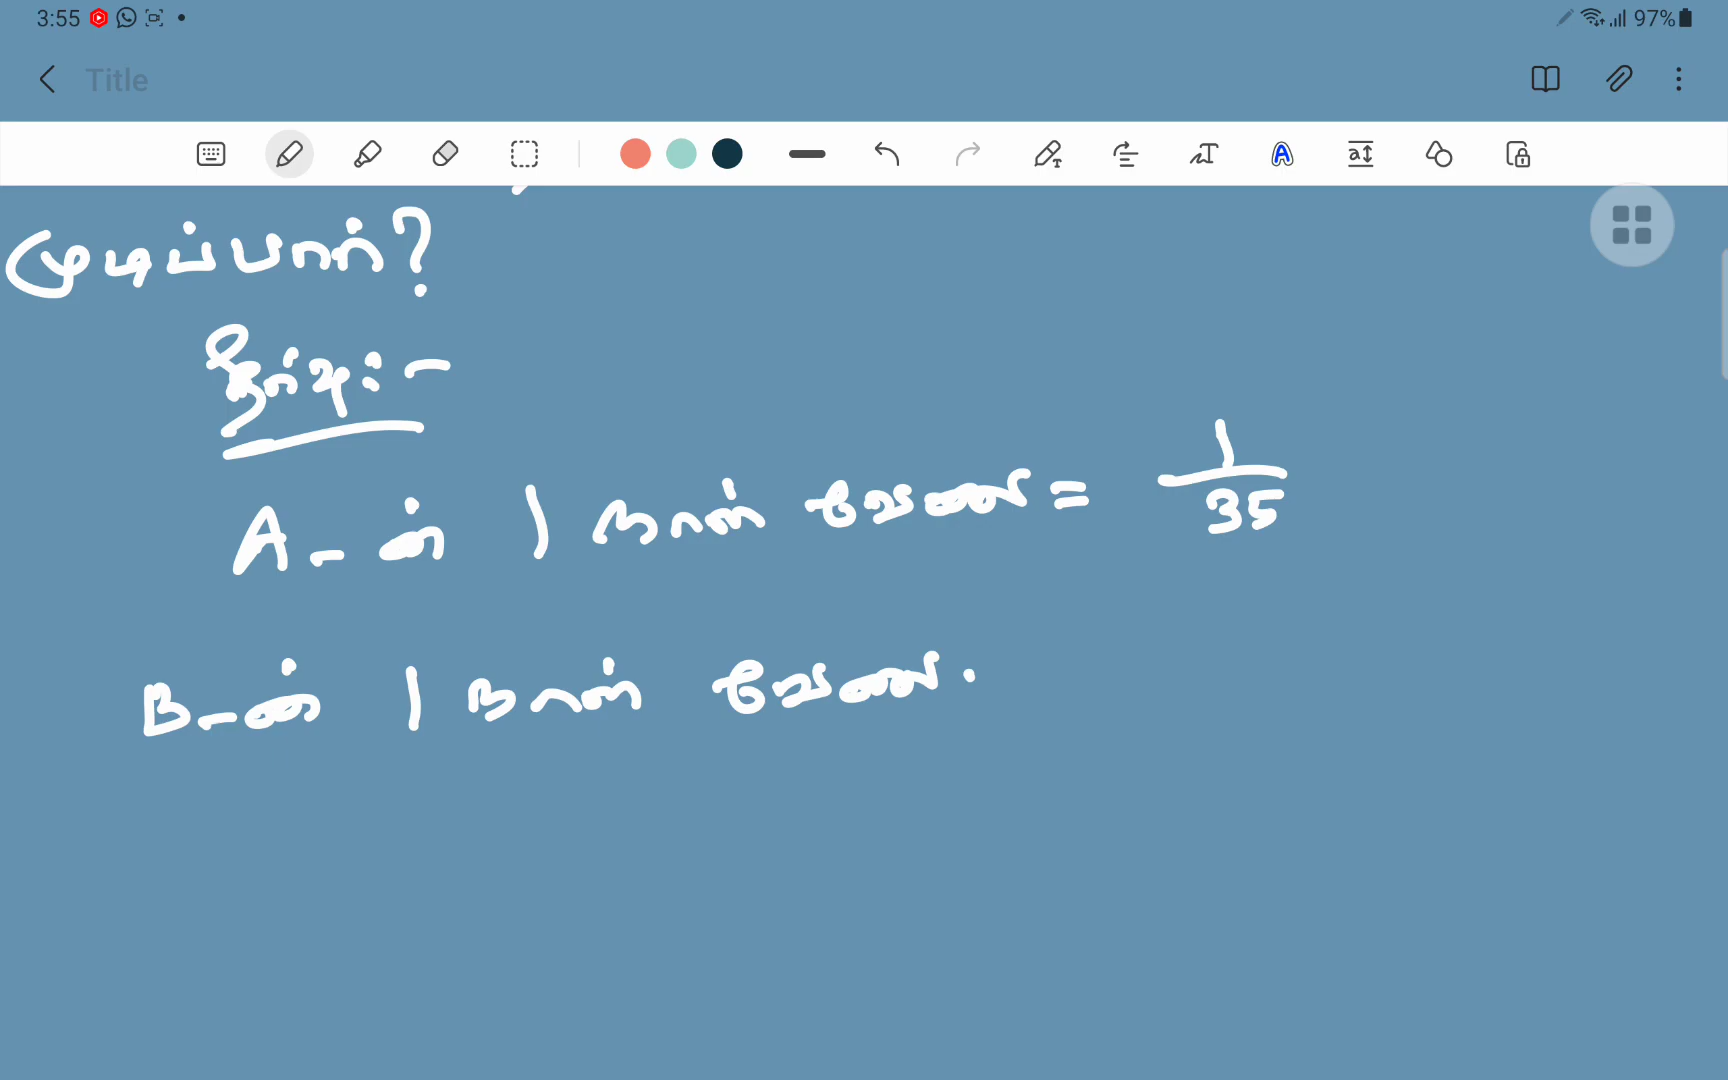 3:55 97%
Title
முடிப்பார்?
தீர்வு:-
A-ன் 1 நாள் வேலை = 1/35
B-ன் 1 நாள் வேலை.